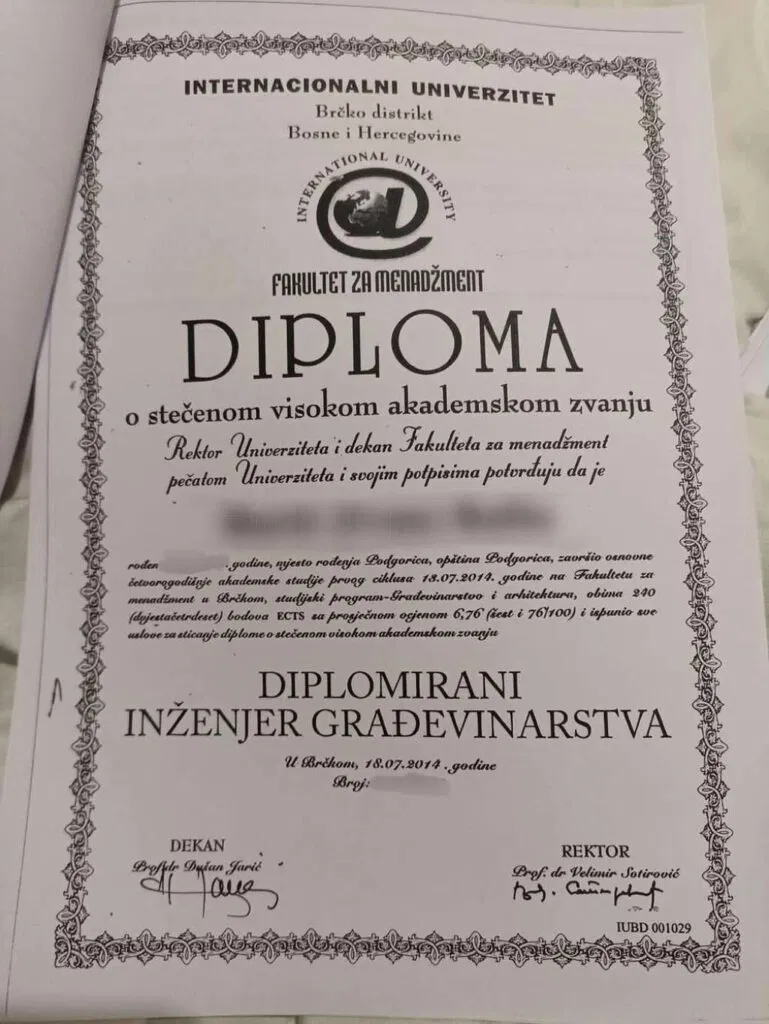 INTERNACIONALNI UNIVERZITET
Brčko distrikt
Bosne i Hercegovine
INTERNATIONAL UNIVERSITY
FAKULTET ZA MENADŽMENT
DIPLOMA
o stečenom visokom akademskom zvanju
Rektor Univerziteta i dekan Fakulteta za menadžment
pečatom Univerziteta i svojim potpisima potvrđuju da je
rođen .godine, mjesto rođenja Podgorica, opština Podgorica, završio osnovne
četvorogodišnje akademske studije prvog ciklusa 18.07.2014. godine na Fakultetu za
menadžment u Brčkom, studijski program-Građevinarstvo i arhitektura, obima 240
(dvjestačetrdeset) bodova ECTS sa prosječnom ocjenom 6,76 (šest i 76/100) i ispunio sve
uslove za sticanje diplome o stečenom visokom akademskom zvanju
DIPLOMIRANI
INŽENJER GRAĐEVINARSTVA
U Brčkom, 18.07.2014 .godine
Broj:
DEKAN
Prof.dr Dušan Jarić
REKTOR
Prof. dr Velimir Sotirović
IUBD 001029